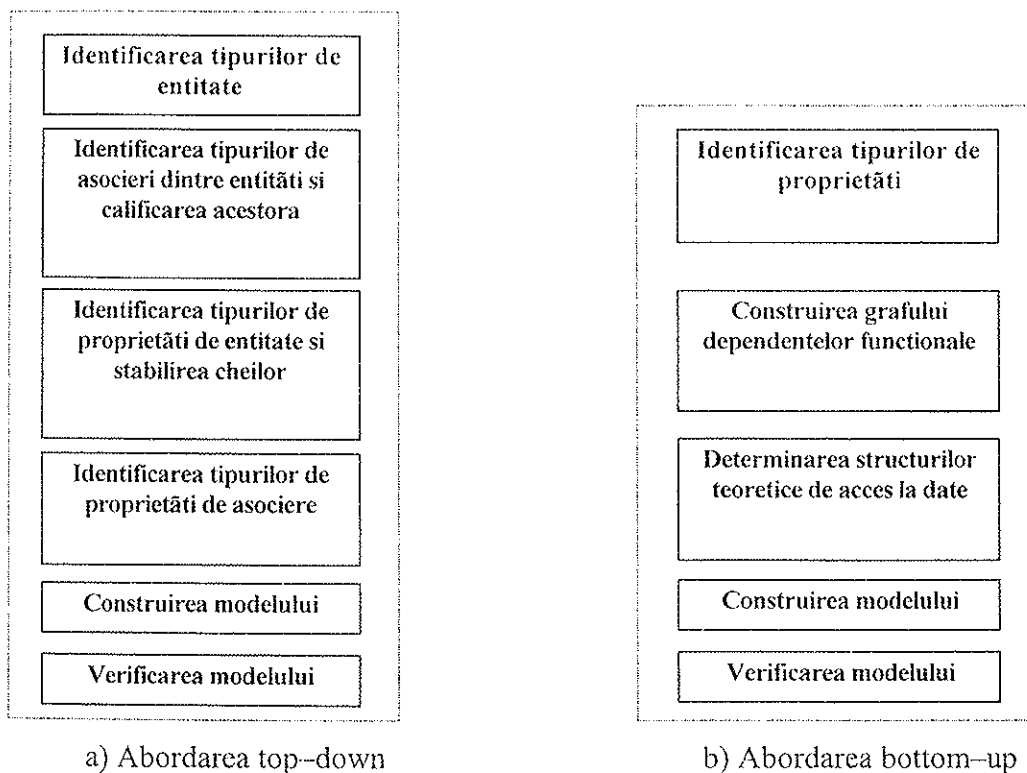 Identificarea tipurilor de
entitate
Identificarea tipurilor de
asocieri dintre entitãti si
calificarea acestora
Identificarea tipurilor de
proprietãti de entitate si
stabilirea cheilor
Identificarea tipurilor de
proprietãti de asociere
Construirea modelului
Verificarea modelului
a) Abordarea top--down
Identificarea tipurilor de
proprietãti
Construirea grafului
dependentelor functionale
Determinarea structurilor
teoretice de acces la date
Construirea modelului
Verificarea modelului
b) Abordarea bottom–up